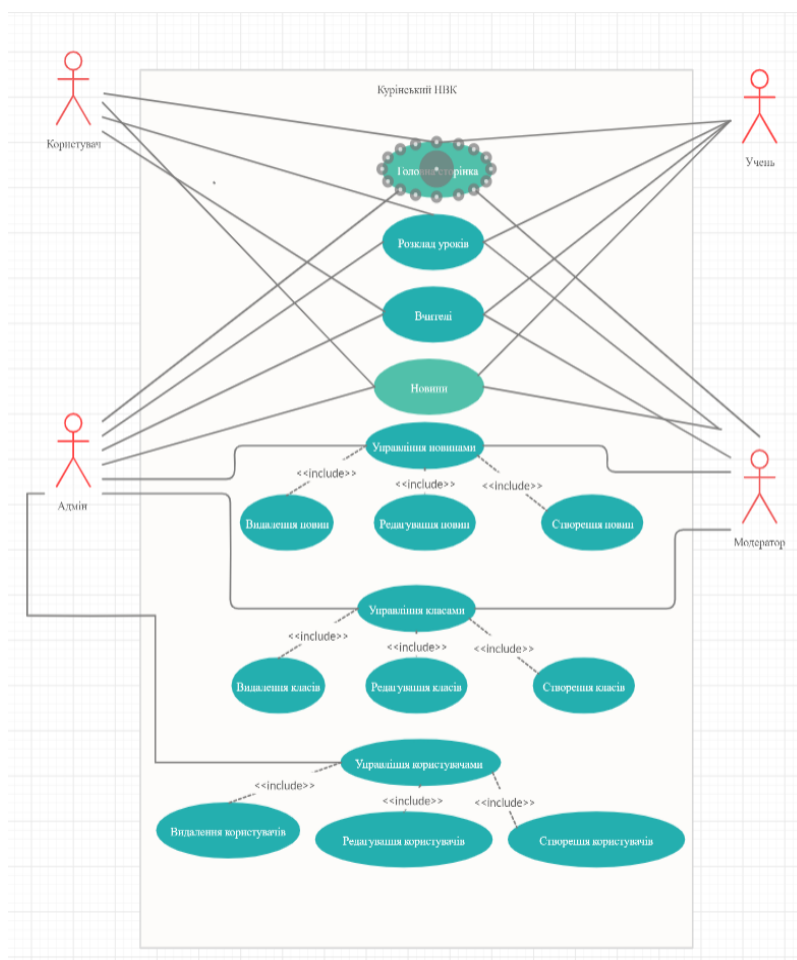 Курінський НВК
Користувач
Учень
Головна сторінка
Розклад уроків
Вчителі
Новини
Адмін
Модератор
Управління новинами
<<include>>
<<include>>
<<include>>
Видалення новин
Редагування новин
Створення новин
Управління класами
<<include>>
<<include>>
<<include>>
Видалення класів
Редагування класів
Створення класів
Управління користувачами
<<include>>
<<include>>
<<include>>
Видалення користувачів
Редагування користувачів
Створення користувачів